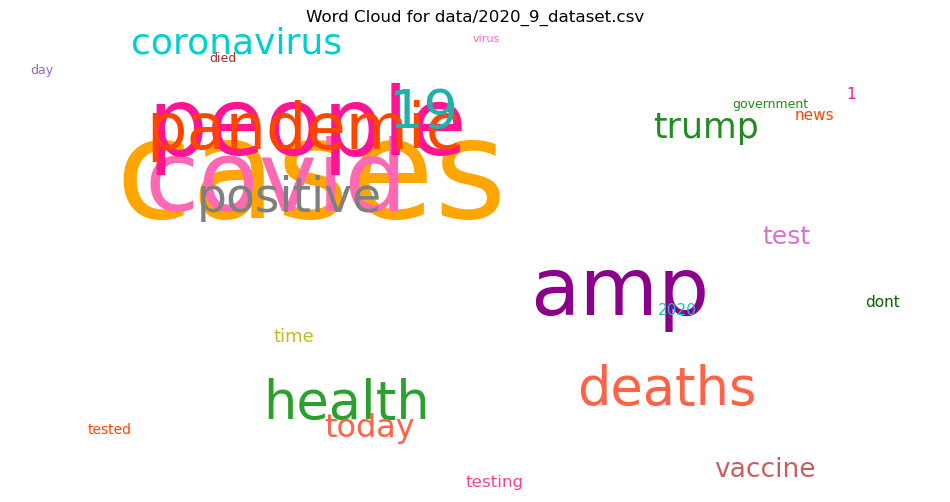 Word Cloud for data/2020_9_dataset.csv
virus
coronavirus
died
day
1
people
19
government
news
pandemic
trump
cases
covid
positive
test
amp
dont
2020
time
deaths
health
today
tested
vaccine
testing